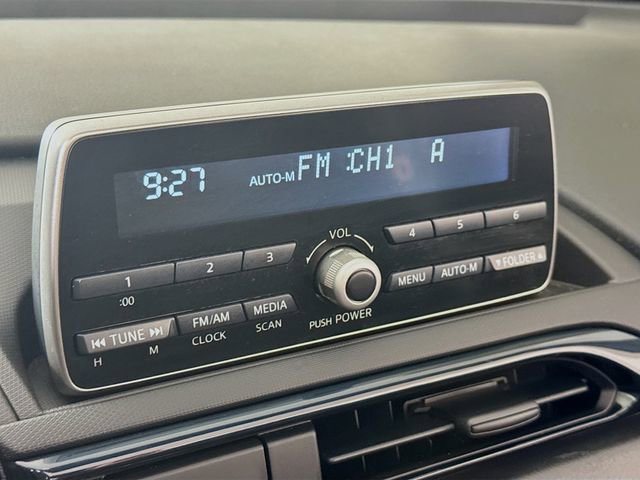 9:27 AUTO-M FM :CH1 A
VOL
1 2 3 4 5 6
:00
TUNE FM/AM MEDIA MENU AUTO-M FOLDER
H M CLOCK SCAN PUSH POWER